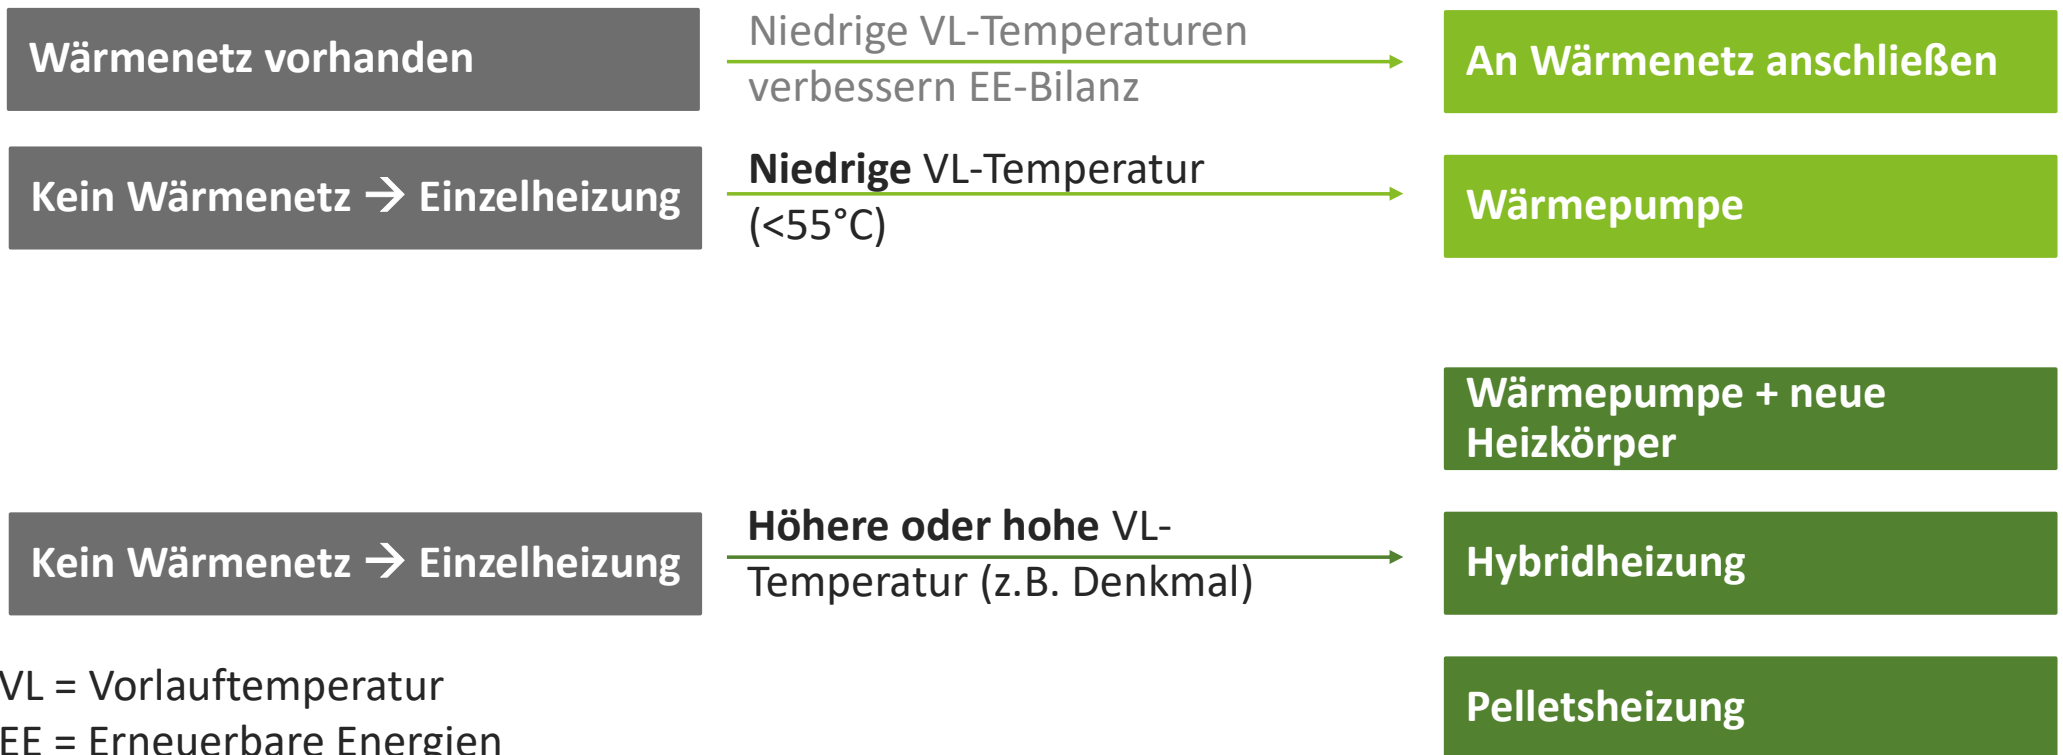 Wärmenetz vorhanden
Niedrige VL-Temperaturen
verbessern EE-Bilanz
An Wärmenetz anschließen
Kein Wärmenetz → Einzelheizung
Niedrige VL-Temperatur
(<55°C)
Wärmepumpe
Wärmepumpe + neue
Heizkörper
Kein Wärmenetz → Einzelheizung
Höhere oder hohe VL-
Temperatur (z.B. Denkmal)
Hybridheizung
VL = Vorlauftemperatur
EE = Erneuerbare Energien
Pelletsheizung